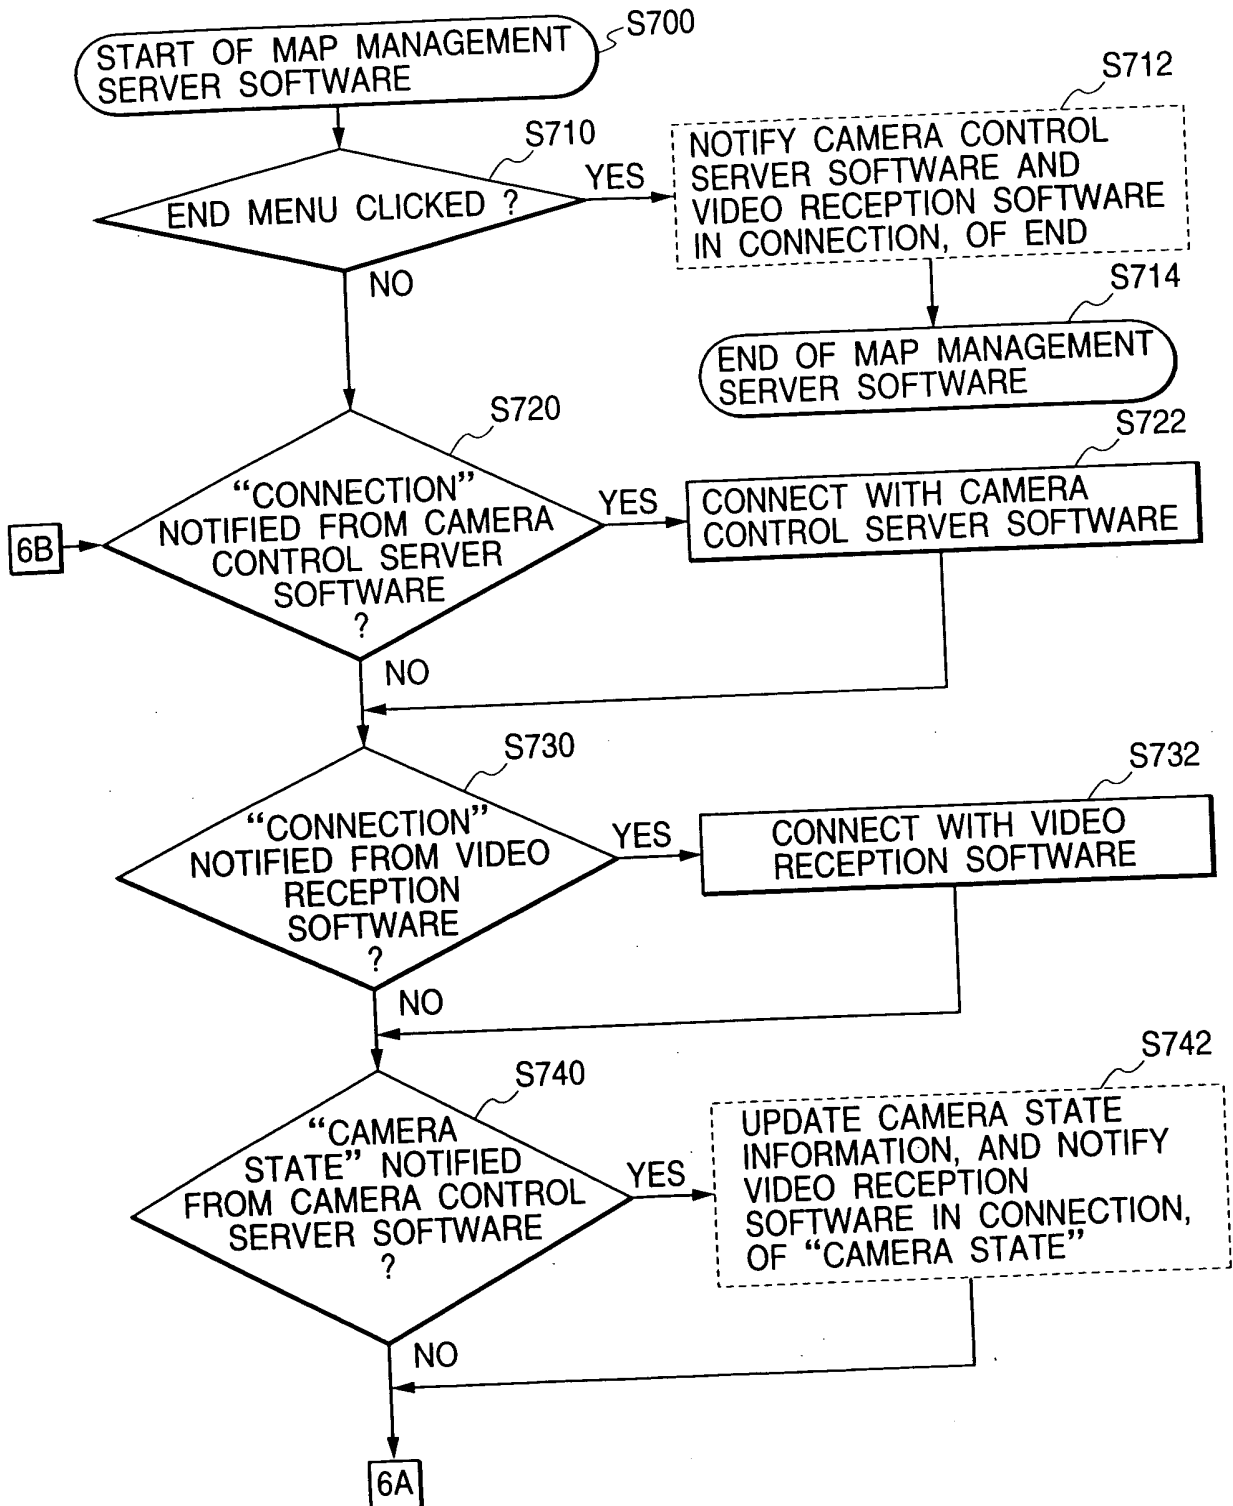 START OF MAP MANAGEMENT
SERVER SOFTWARE
S700
S710
END MENU CLICKED ?
YES
NO
S712
NOTIFY CAMERA CONTROL
SERVER SOFTWARE AND
VIDEO RECEPTION SOFTWARE
IN CONNECTION, OF END
S714
END OF MAP MANAGEMENT
SERVER SOFTWARE
S720
“CONNECTION”
NOTIFIED FROM CAMERA
CONTROL SERVER
SOFTWARE
?
6B
YES
NO
S722
CONNECT WITH CAMERA
CONTROL SERVER SOFTWARE
S730
“CONNECTION”
NOTIFIED FROM VIDEO
RECEPTION
SOFTWARE
?
YES
NO
S732
CONNECT WITH VIDEO
RECEPTION SOFTWARE
S740
“CAMERA
STATE” NOTIFIED
FROM CAMERA CONTROL
SERVER SOFTWARE
?
YES
NO
S742
UPDATE CAMERA STATE
INFORMATION, AND NOTIFY
VIDEO RECEPTION
SOFTWARE IN CONNECTION,
OF “CAMERA STATE”
6A